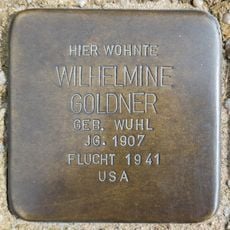 HIER WOHNTE
WILHELMINE
GOLDNER
GEB. WUHL
JG. 1907
FLUCHT 1941
USA